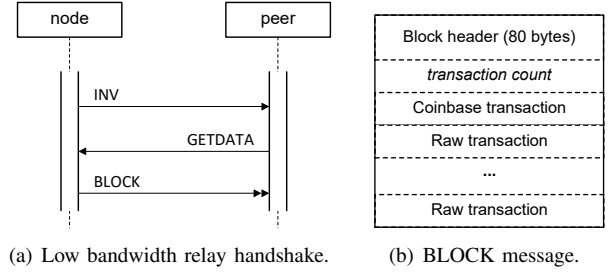 node
peer
INV
GETDATA
BLOCK
(a) Low bandwidth relay handshake.
Block header (80 bytes)
transaction count
Coinbase transaction
Raw transaction
...
Raw transaction
(b) BLOCK message.